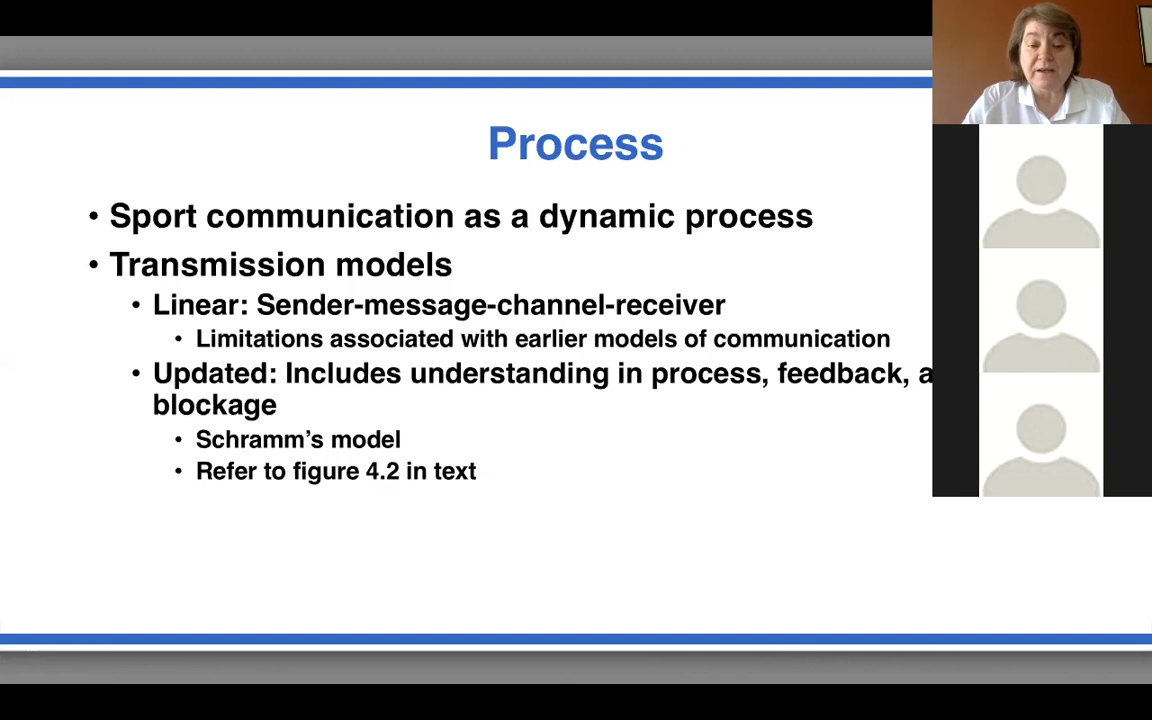 Process
• Sport communication as a dynamic process
• Transmission models
• Linear: Sender-message-channel-receiver
• Limitations associated with earlier models of communication
• Updated: Includes understanding in process, feedback, a
blockage
• Schramm’s model
• Refer to figure 4.2 in text